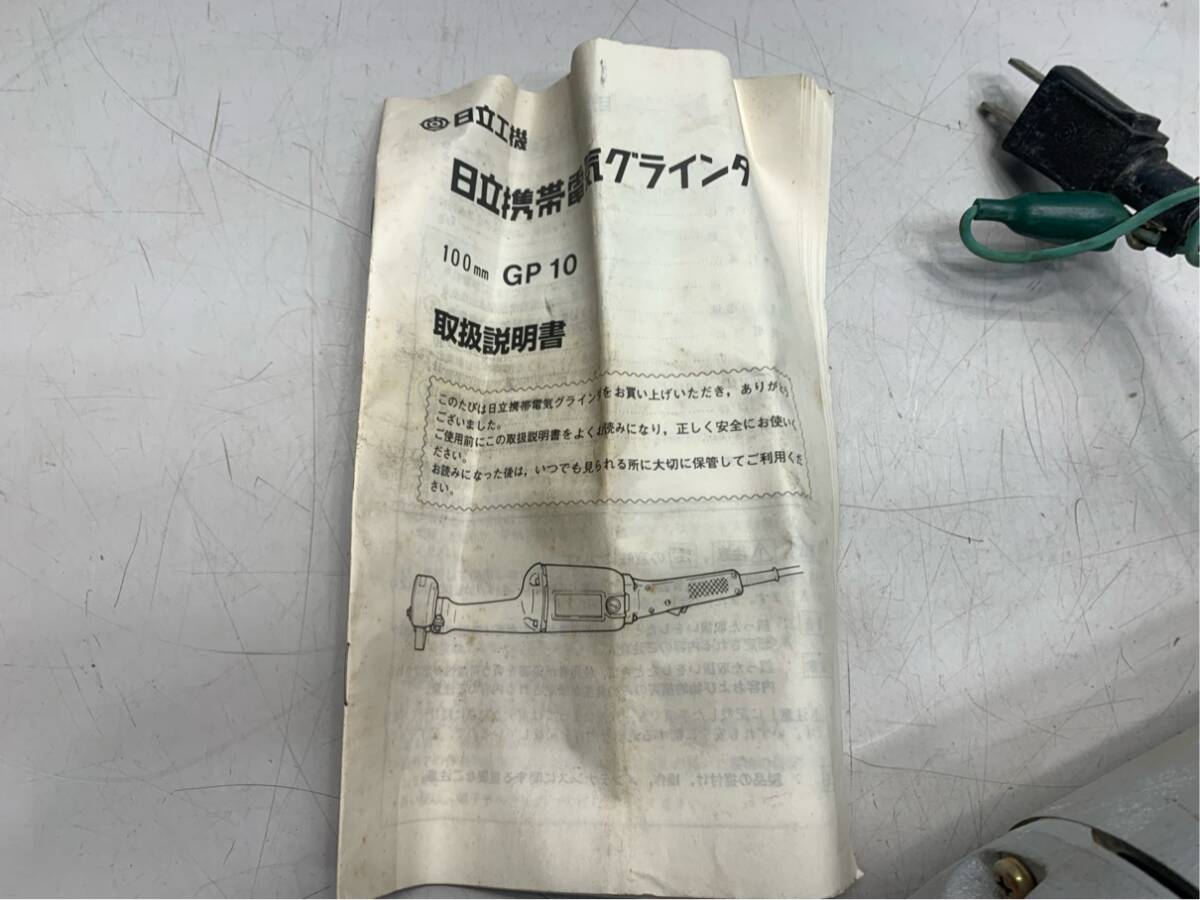 日立工機
日立携帯電気グラインダ
100mm GP 10
取扱説明書
このたびは日立携帯電気グラインダをお買い上げいただき，ありがとう
ございました。
ご使用前にこの取扱説明書をよくお読みになり，正しく安全にお使いく
ださい。
お読みになった後は，いつでも見られる所に大切に保管してご利用くだ
さい。